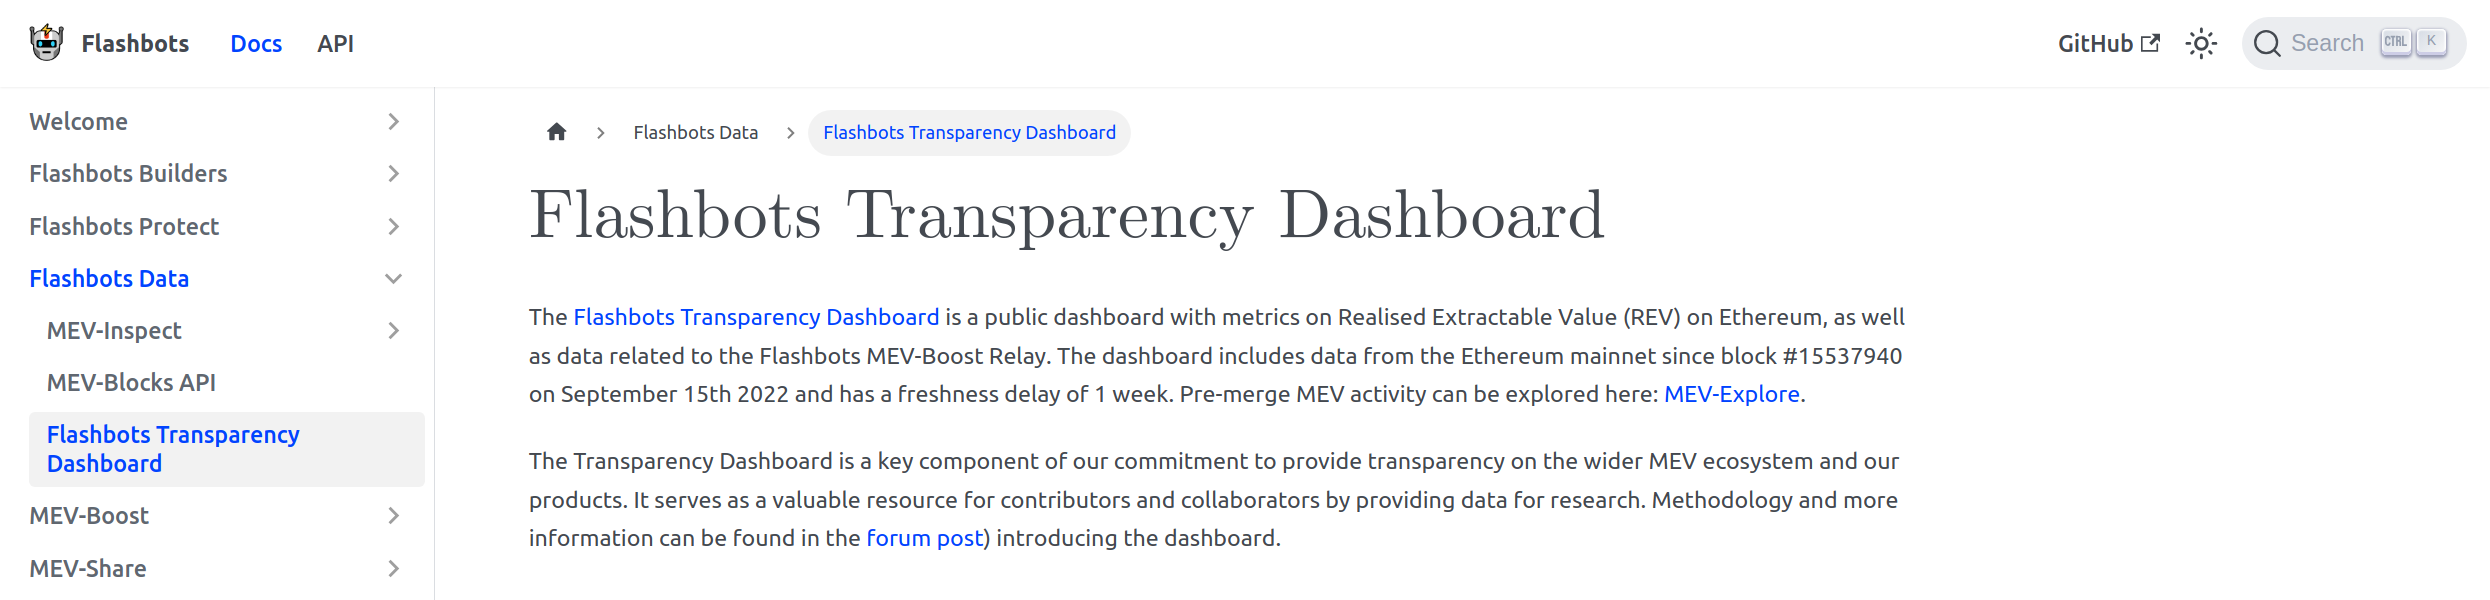 Flashbots Docs API GitHub Search CTRL K
Welcome
Flashbots Builders
Flashbots Protect
Flashbots Data
MEV-Inspect
MEV-Blocks API
Flashbots Transparency
Dashboard
MEV-Boost
MEV-Share
Flashbots Data Flashbots Transparency Dashboard
Flashbots Transparency Dashboard
The Flashbots Transparency Dashboard is a public dashboard with metrics on Realised Extractable Value (REV) on Ethereum, as well
as data related to the Flashbots MEV-Boost Relay. The dashboard includes data from the Ethereum mainnet since block #15537940
on September 15th 2022 and has a freshness delay of 1 week. Pre-merge MEV activity can be explored here: MEV-Explore.
The Transparency Dashboard is a key component of our commitment to provide transparency on the wider MEV ecosystem and our
products. It serves as a valuable resource for contributors and collaborators by providing data for research. Methodology and more
information can be found in the forum post) introducing the dashboard.